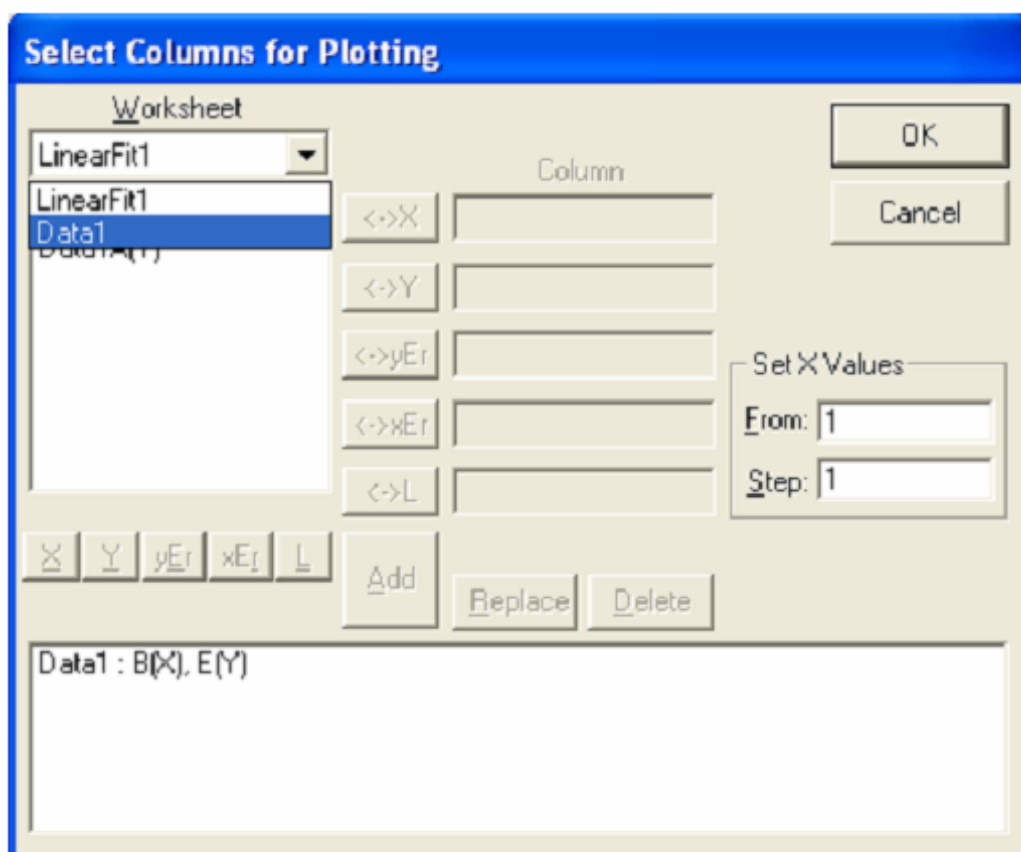 Select Columns for Plotting
Worksheet
LinearFit1
LinearFit1
Data1
Column
OK
Cancel
<->X
<->Y
<->yEr
<->xEr
<->L
Set X Values
From: 1
Step: 1
X Y yEr xEr L
Add
Replace Delete
Data1 : B(X), E(Y)